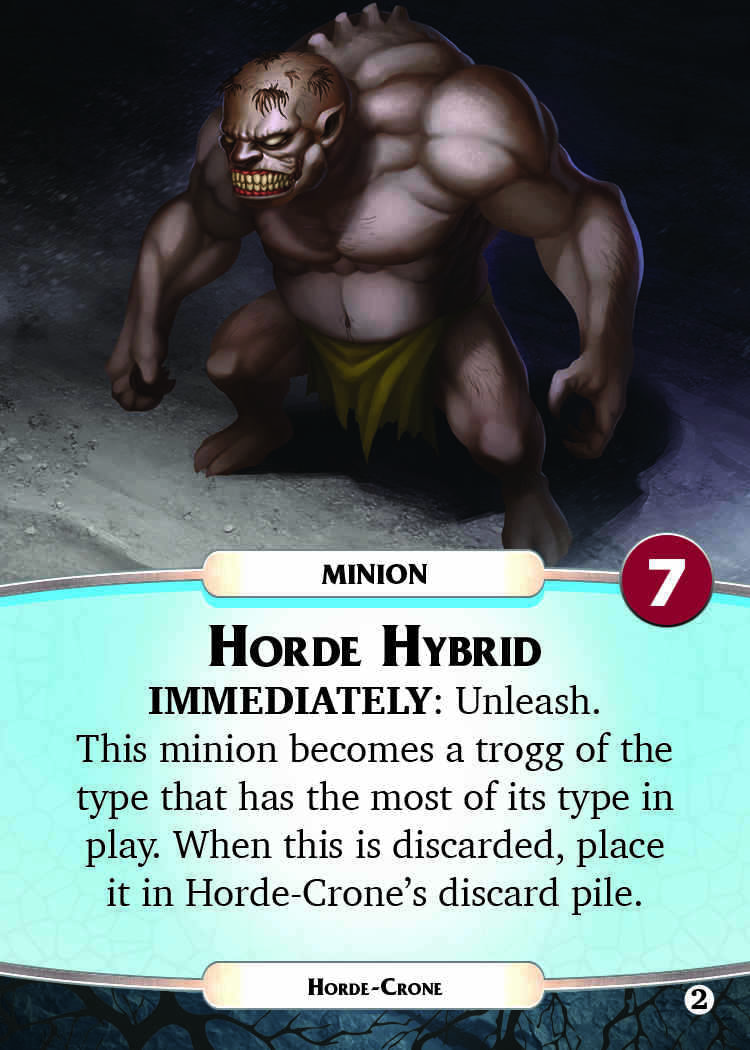 MINION
7
HORDE HYBRID
IMMEDIATELY: Unleash.
This minion becomes a trogg of the
type that has the most of its type in
play. When this is discarded, place
it in Horde-Crone’s discard pile.
HORDE-CRONE
2